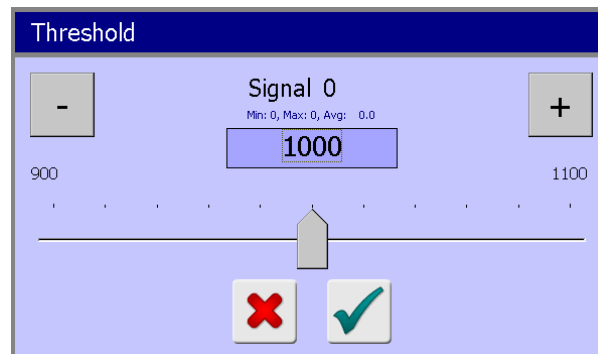 Threshold
- Signal 0 +
Min: 0, Max: 0, Avg: 0.0
1000
900 1100